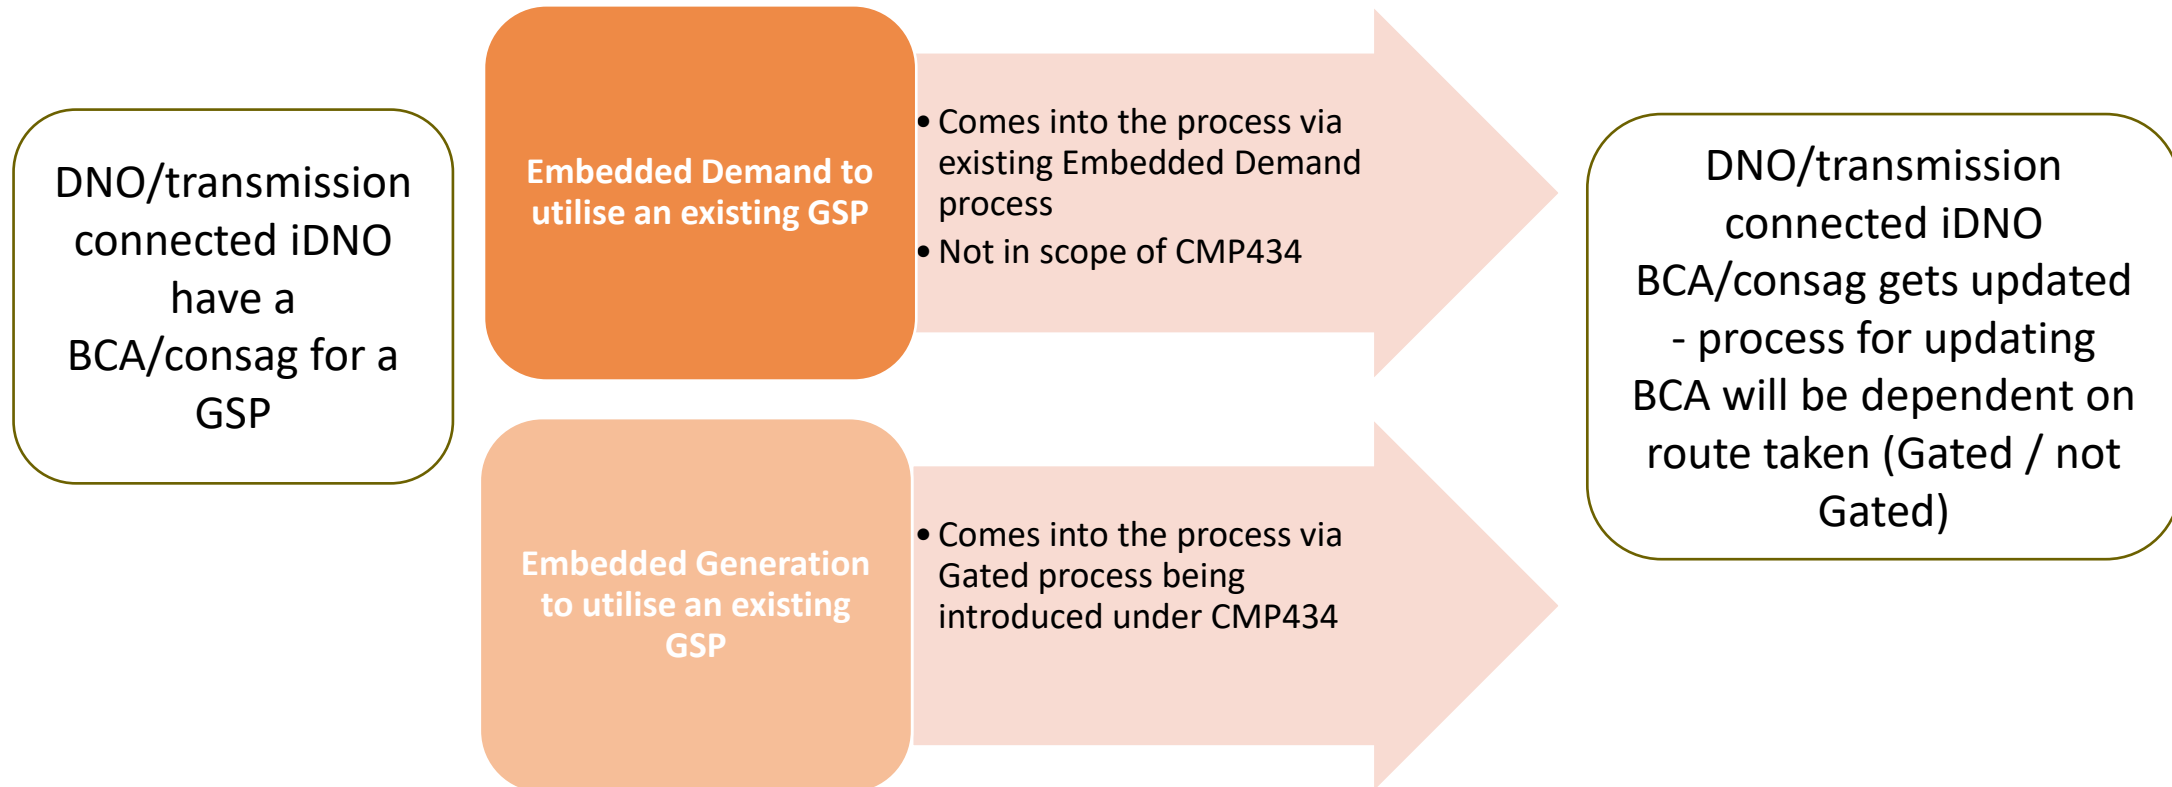 DNO/transmission
connected iDNO
have a
BCA/consag for a
GSP
Embedded Demand to
utilise an existing GSP
• Comes into the process via
existing Embedded Demand
process
• Not in scope of CMP434
Embedded Generation
to utilise an existing
GSP
• Comes into the process via
Gated process being
introduced under CMP434
DNO/transmission
connected iDNO
BCA/consag gets updated
- process for updating
BCA will be dependent on
route taken (Gated / not
Gated)